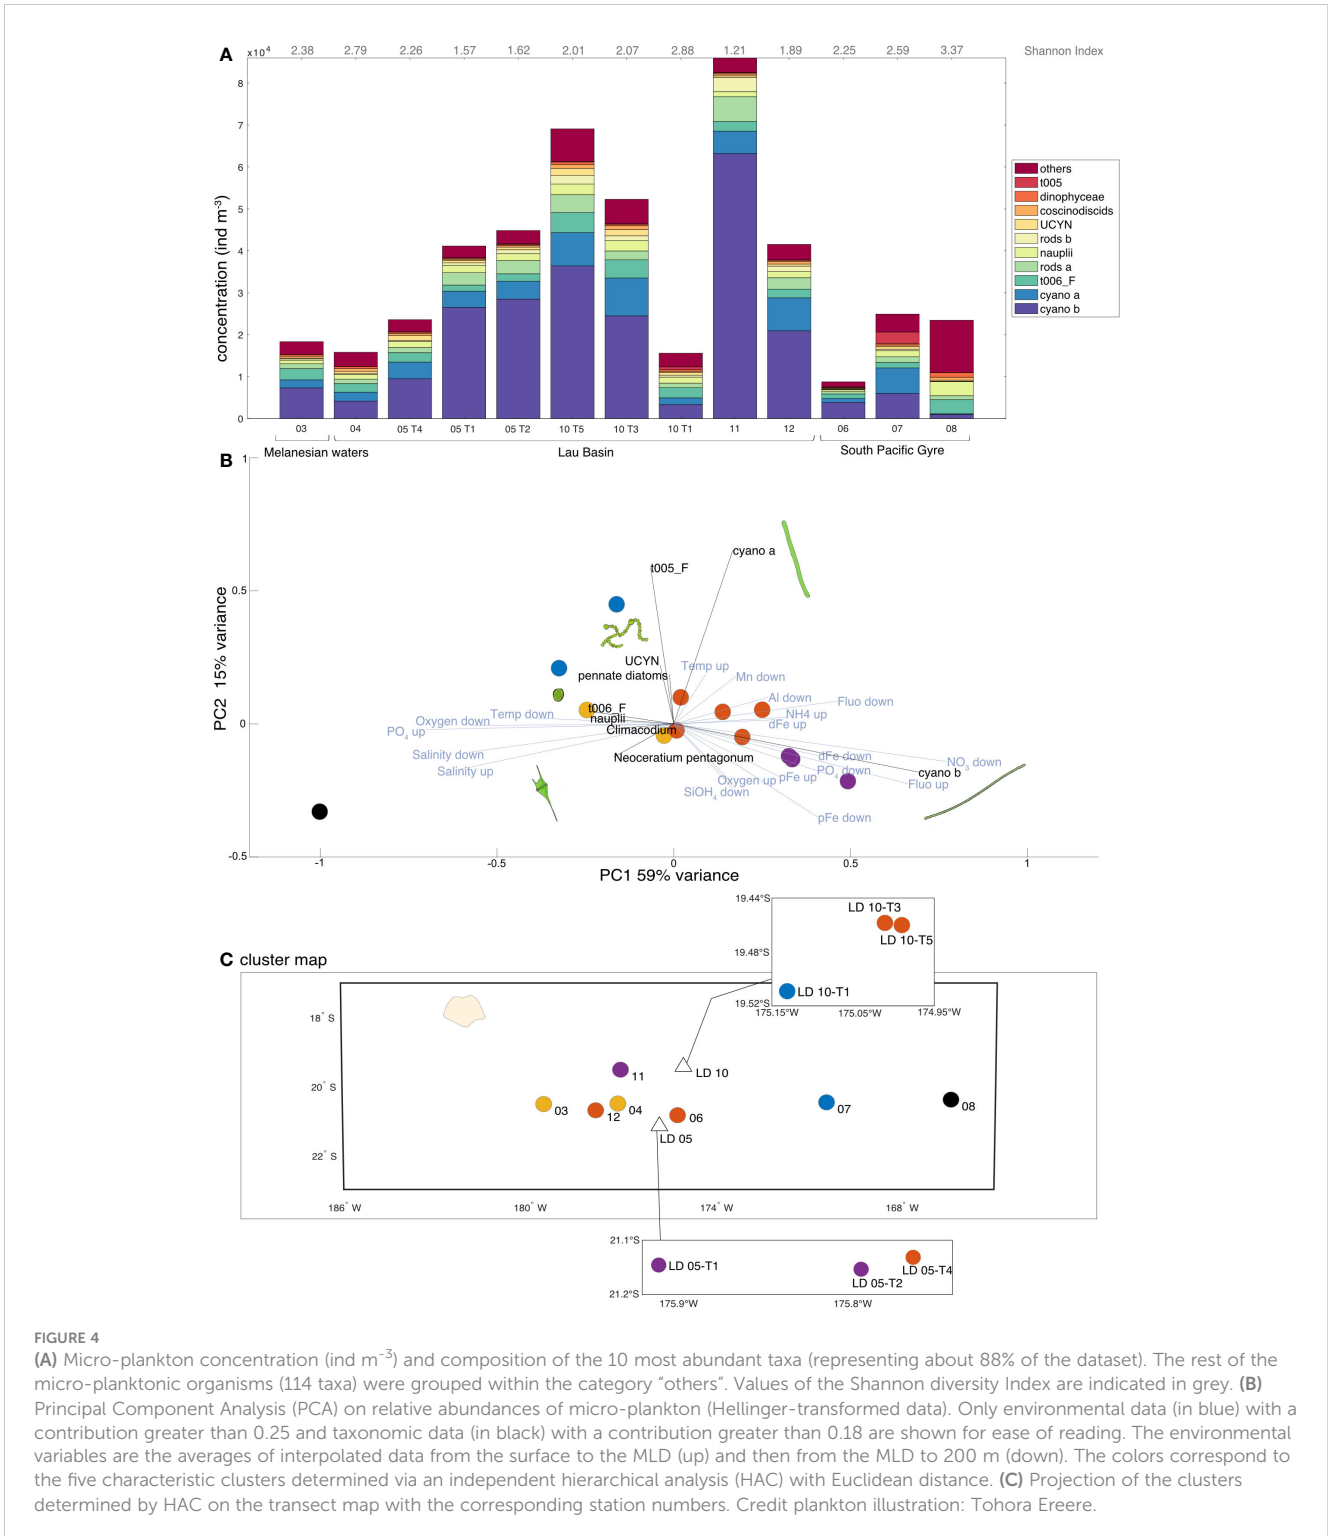 A
x10⁴ 2.38 2.79 2.26 1.57 1.62 2.01 2.07 2.88 1.21 1.89 2.25 2.59 3.37 Shannon Index
concentration (ind m⁻³)
8
7
6
5
4
3
2
1
0
others
t005
dinophyceae
coscinodiscids
UCYN
rods b
nauplii
rods a
t006_F
cyano a
cyano b
03 04 05 T4 05 T1 05 T2 10 T5 10 T3 10 T1 11 12 06 07 08
Melanesian waters Lau Basin South Pacific Gyre
B
PC2 15% variance
1
0.5
0
-0.5
cyano a
t005_F
UCYN
pennate diatoms
Temp up
Mn down
Al down
Fluo down
NH4 up
dFe up
t006_F
nauplii
Climacodium
Neoceratium pentagonum
Temp down
Oxygen down
PO₄ up
Salinity down
Salinity up
dFe down
NO₃ down
PO₄ down
cyano b
Oxygen up
pFe up
Fluo up
SiOH₄ down
pFe down
-1 -0.5 0 0.5 1
PC1 59% variance
C cluster map
19.44°S
19.48°S
19.52°S
LD 10-T3
LD 10-T5
LD 10-T1
175.15°W 175.05°W 174.95°W
18° S
20° S
22° S
11
LD 10
03
12
04
06
LD 05
07
08
186° W 180° W 174° W 168° W
21.1°S
21.2°S
LD 05-T1
LD 05-T2
LD 05-T4
175.9°W 175.8°W
FIGURE 4
(A) Micro-plankton concentration (ind m⁻³) and composition of the 10 most abundant taxa (representing about 88% of the dataset). The rest of the
micro-planktonic organisms (114 taxa) were grouped within the category “others”. Values of the Shannon diversity Index are indicated in grey. (B)
Principal Component Analysis (PCA) on relative abundances of micro-plankton (Hellinger-transformed data). Only environmental data (in blue) with a
contribution greater than 0.25 and taxonomic data (in black) with a contribution greater than 0.18 are shown for ease of reading. The environmental
variables are the averages of interpolated data from the surface to the MLD (up) and then from the MLD to 200 m (down). The colors correspond to
the five characteristic clusters determined via an independent hierarchical analysis (HAC) with Euclidean distance. (C) Projection of the clusters
determined by HAC on the transect map with the corresponding station numbers. Credit plankton illustration: Tohora Ereere.